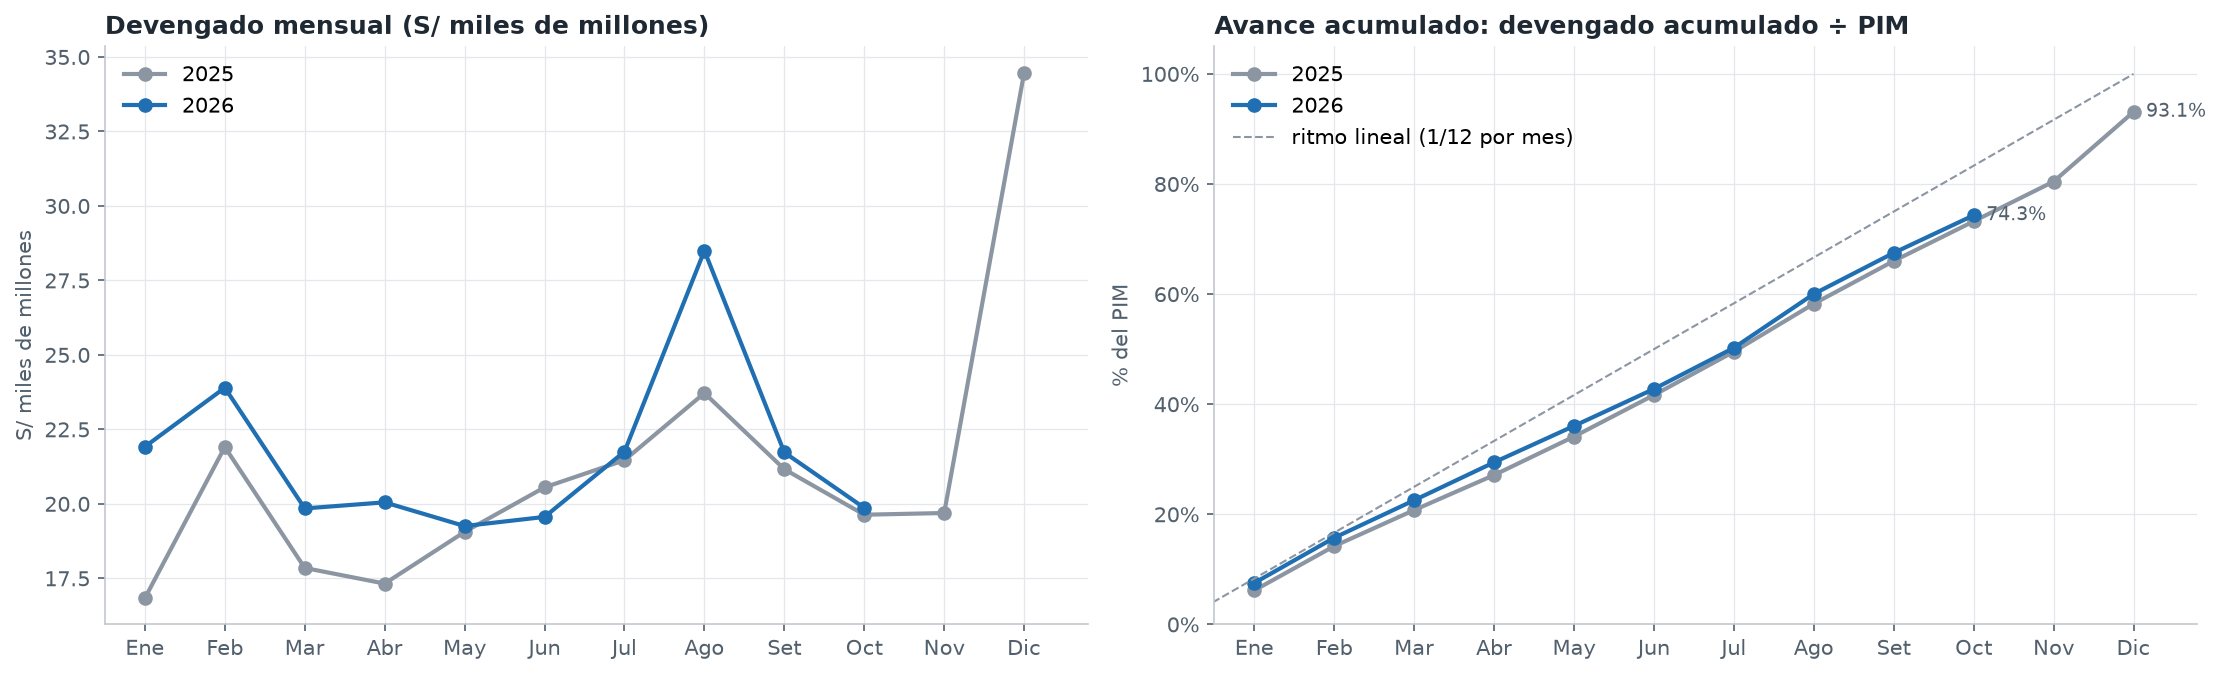 Devengado mensual (S/ miles de millones)
2025
2026
S/ miles de millones
35.0
32.5
30.0
27.5
25.0
22.5
20.0
17.5
Ene Feb Mar Abr May Jun Jul Ago Set Oct Nov Dic
Avance acumulado: devengado acumulado ÷ PIM
2025
2026
ritmo lineal (1/12 por mes)
% del PIM
100%
80%
60%
40%
20%
0%
93.1%
74.3%
Ene Feb Mar Abr May Jun Jul Ago Set Oct Nov Dic